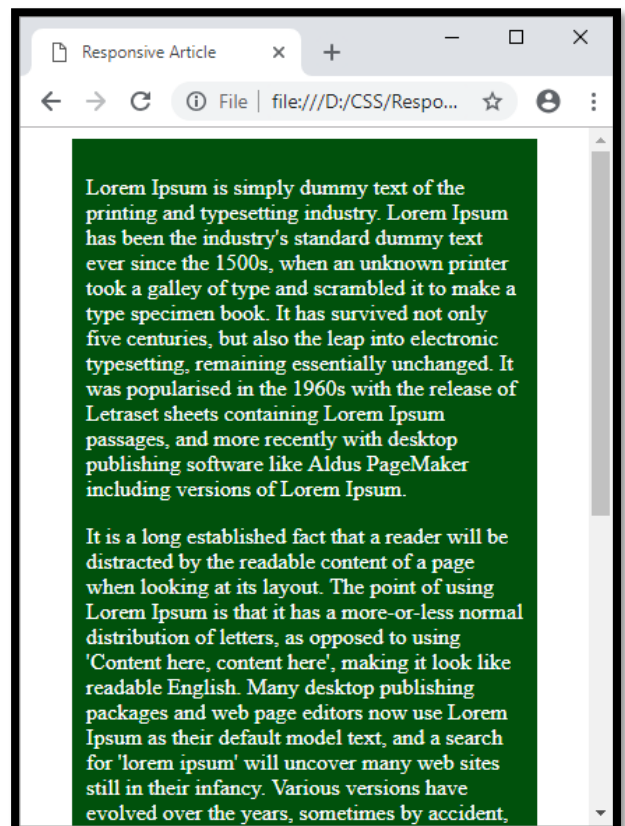 Responsive Article
File file:///D:/CSS/Respo...
Lorem Ipsum is simply dummy text of the
printing and typesetting industry. Lorem Ipsum
has been the industry's standard dummy text
ever since the 1500s, when an unknown printer
took a galley of type and scrambled it to make a
type specimen book. It has survived not only
five centuries, but also the leap into electronic
typesetting, remaining essentially unchanged. It
was popularised in the 1960s with the release of
Letraset sheets containing Lorem Ipsum
passages, and more recently with desktop
publishing software like Aldus PageMaker
including versions of Lorem Ipsum.
It is a long established fact that a reader will be
distracted by the readable content of a page
when looking at its layout. The point of using
Lorem Ipsum is that it has a more-or-less normal
distribution of letters, as opposed to using
'Content here, content here', making it look like
readable English. Many desktop publishing
packages and web page editors now use Lorem
Ipsum as their default model text, and a search
for 'lorem ipsum' will uncover many web sites
still in their infancy. Various versions have
evolved over the years, sometimes by accident,